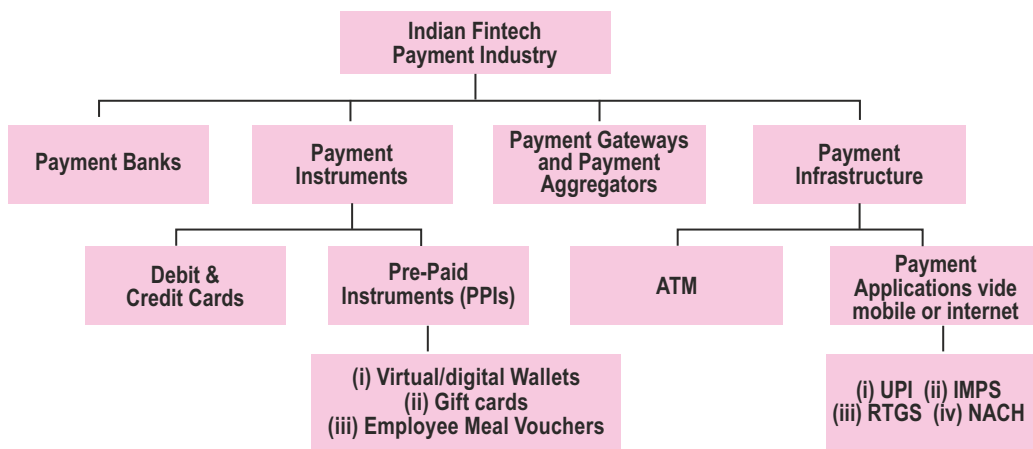 Indian Fintech
Payment Industry
Payment Banks
Payment
Instruments
Payment Gateways
and Payment
Aggregators
Payment
Infrastructure
Debit &
Credit Cards
Pre-Paid
Instruments (PPIs)
ATM
Payment
Applications vide
mobile or internet
(i) Virtual/digital Wallets
(ii) Gift cards
(iii) Employee Meal Vouchers
(i) UPI (ii) IMPS
(iii) RTGS (iv) NACH